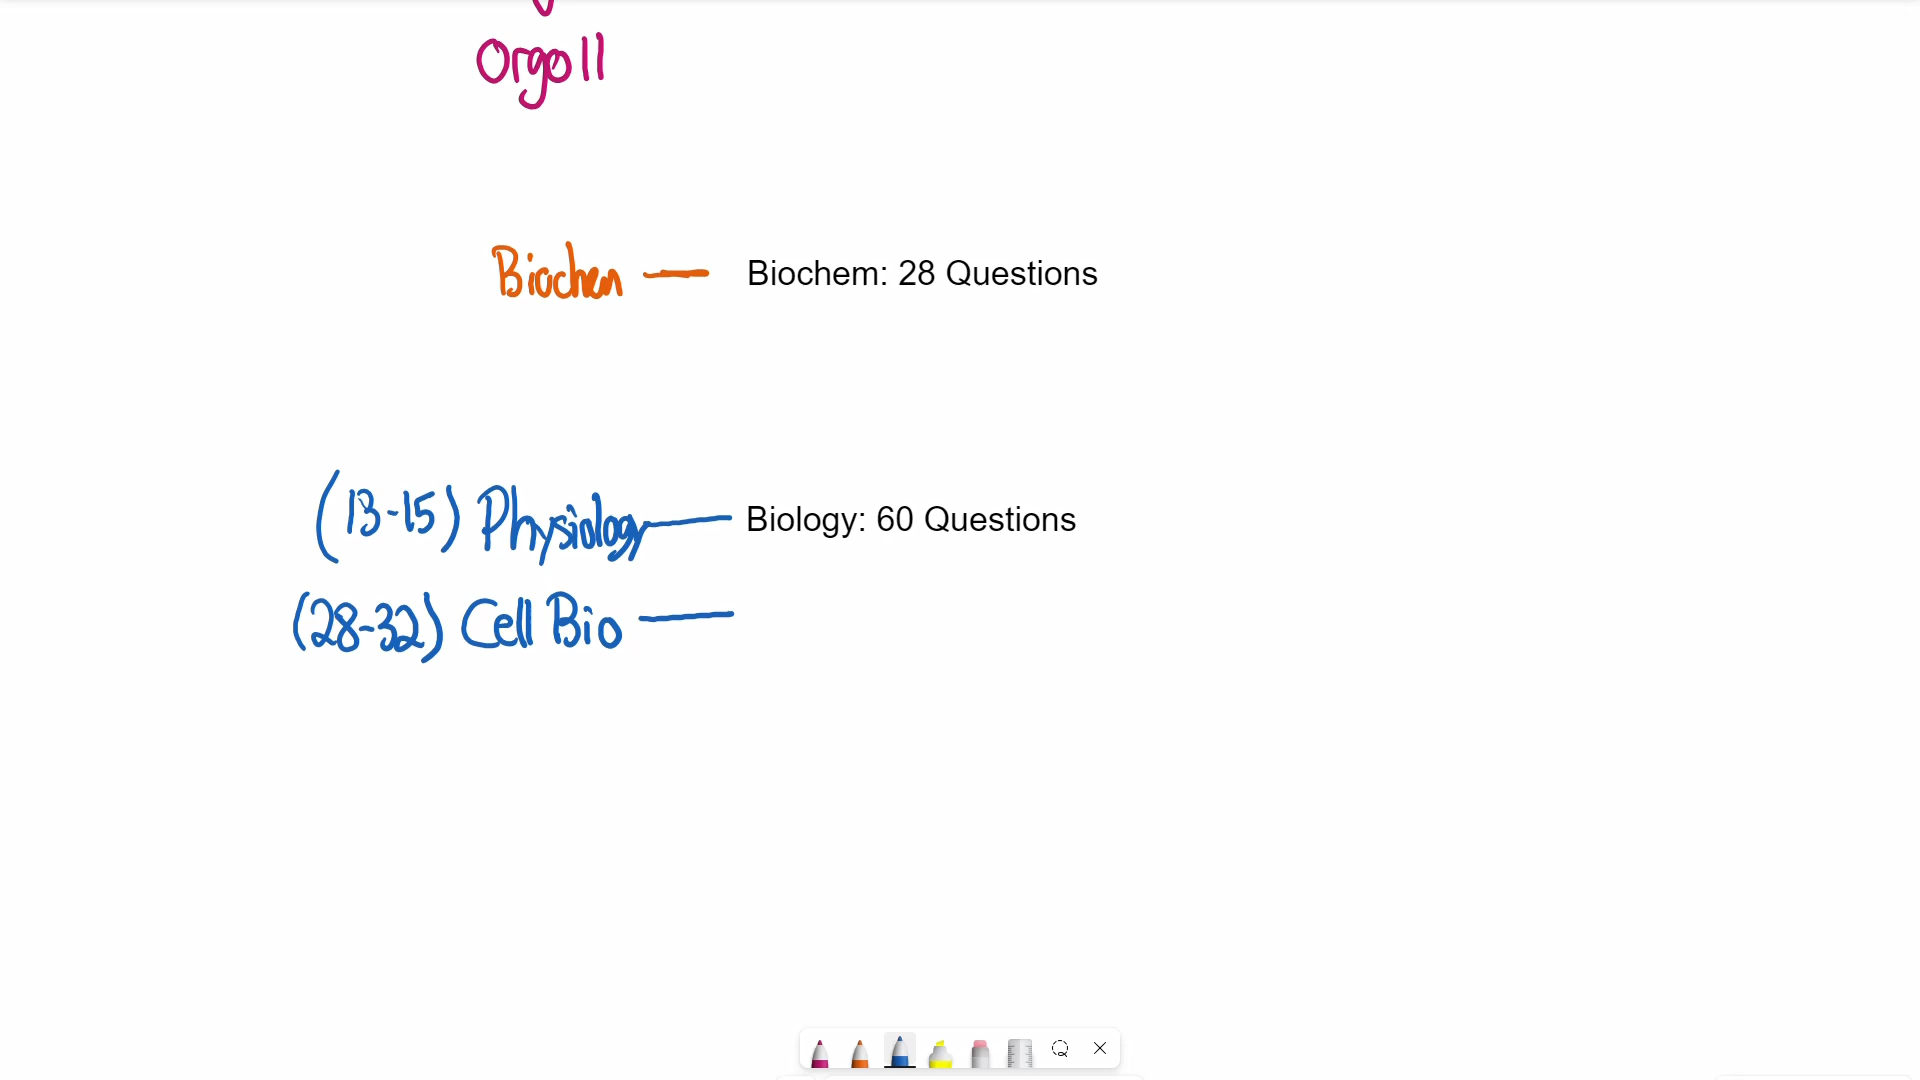 Orgo II
Biochem — Biochem: 28 Questions
(13-15) Physiology — Biology: 60 Questions
(28-32) Cell Bio —